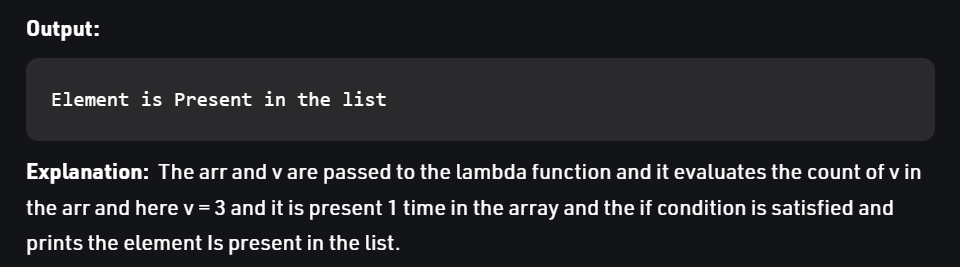 Output:
Element is Present in the list
Explanation: The arr and v are passed to the lambda function and it evaluates the count of v in
the arr and here v = 3 and it is present 1 time in the array and the if condition is satisfied and
prints the element Is present in the list.